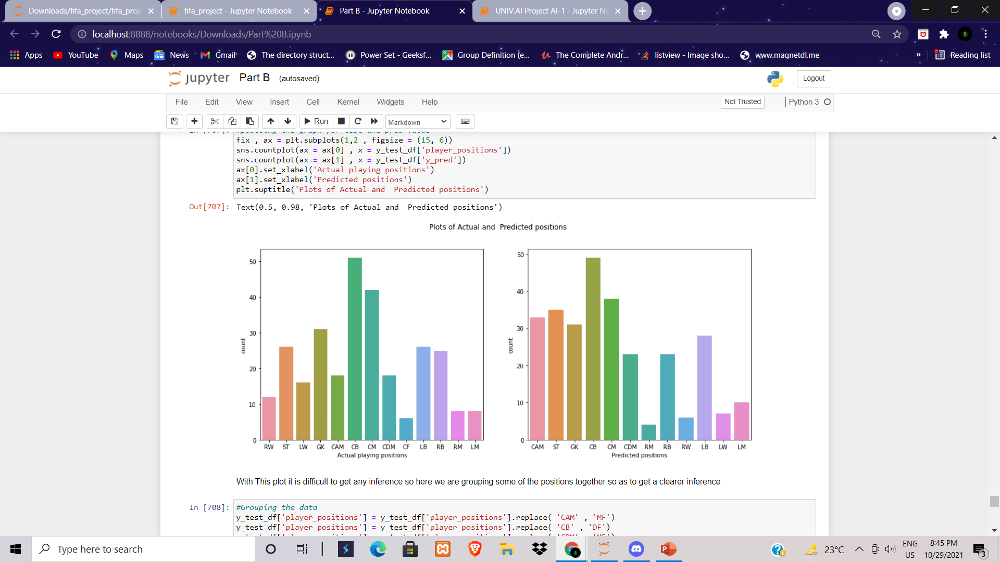 Downloads/fifa_project/fifa_proje
fifa_project - Jupyter Notebook
Part B - Jupyter Notebook
UNIV.AI Project AI-1 - Jupyter No
localhost:8888/notebooks/Downloads/Part%20B.ipynb
Apps YouTube Maps News Gmail The directory struct... Power Set - Geeksf... Group Definition (e... The Complete Andr... listview - Image sho... www.magnetdl.me » Reading list
jupyter Part B (autosaved) Logout
File Edit View Insert Cell Kernel Widgets Help Not Trusted Python 3
Run Markdown
fix , ax = plt.subplots(1,2 , figsize = (15, 6))
sns.countplot(ax = ax[0] , x = y_test_df['player_positions'])
sns.countplot(ax = ax[1] , x = y_test_df['y_pred'])
ax[0].set_xlabel('Actual playing positions')
ax[1].set_xlabel('Predicted positions')
plt.suptitle('Plots of Actual and  Predicted positions')
Out[707]: Text(0.5, 0.98, 'Plots of Actual and  Predicted positions')
Plots of Actual and  Predicted positions
50
40
30
20
10
0
count
RW ST LW GK CAM CB CM CDM CF LB RB RM LM
Actual playing positions
50
40
30
20
10
0
count
CAM ST GK CB CM CDM RM RB RW LB LW LM
Predicted positions
With This plot it is difficult to get any inference so here we are grouping some of the positions together so as to get a clearer inference
In [708]: #Grouping the data
y_test_df['player_positions'] = y_test_df['player_positions'].replace( 'CAM' , 'MF')
y_test_df['player_positions'] = y_test_df['player_positions'].replace( 'CB' , 'DF')
Type here to search
23°C
ENG
US
8:45 PM
10/29/2021
3